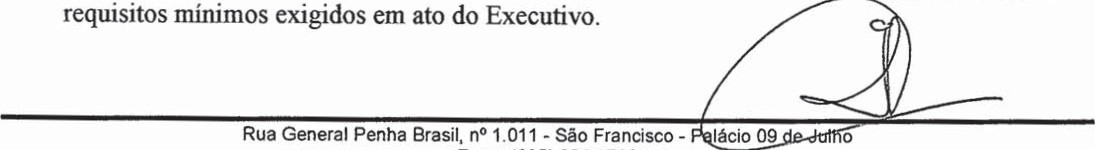 requisitos mínimos exigidos em ato do Executivo.
Rua General Penha Brasil, nº 1.011 - São Francisco - Palácio 09 de Julho